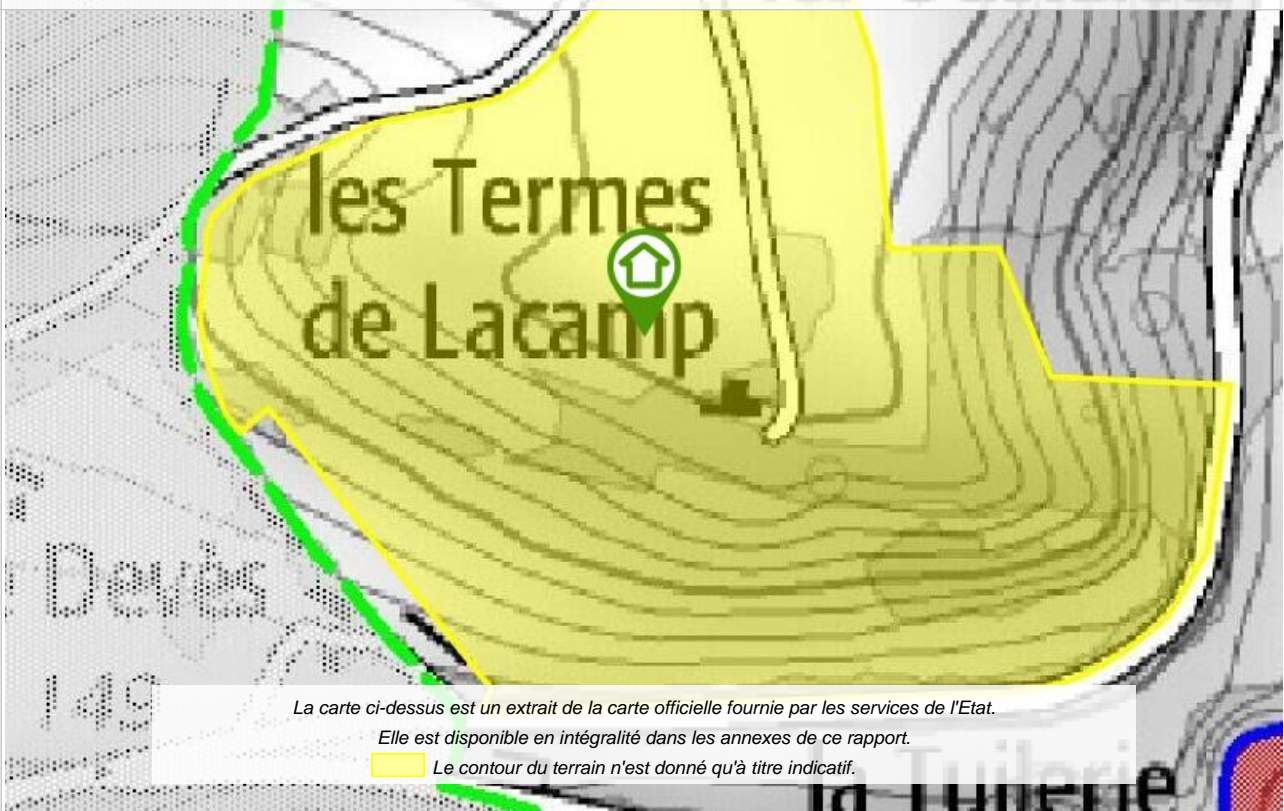 les Termes
de Lacamp
Devès
149
La carte ci-dessus est un extrait de la carte officielle fournie par les services de l'Etat.
Elle est disponible en intégralité dans les annexes de ce rapport.
Le contour du terrain n'est donné qu'à titre indicatif.
la Tuilerie